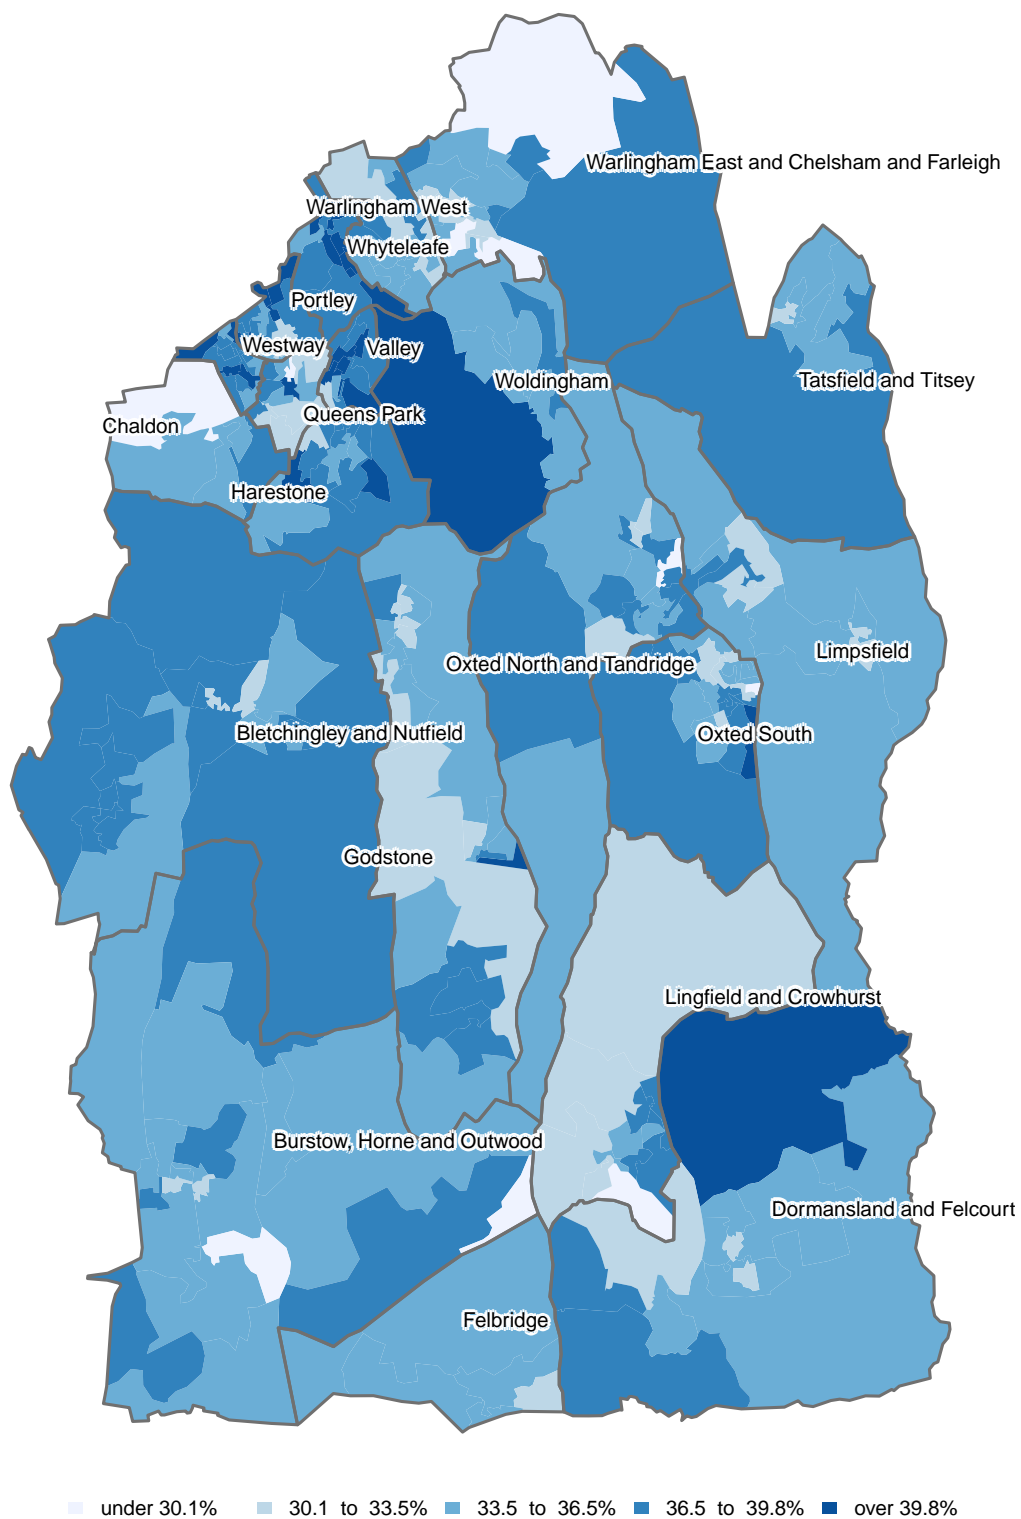 Warlingham East and Chelsham and Farleigh
Warlingham West
Whyteleafe
Portley
Westway
Valley
Woldingham
Tatsfield and Titsey
Queens Park
Chaldon
Harestone
Limpsfield
Oxted North and Tandridge
Bletchingley and Nutfield
Oxted South
Godstone
Lingfield and Crowhurst
Burstow, Horne and Outwood
Dormansland and Felcourt
Felbridge
under 30.1% 30.1 to 33.5% 33.5 to 36.5% 36.5 to 39.8% over 39.8%